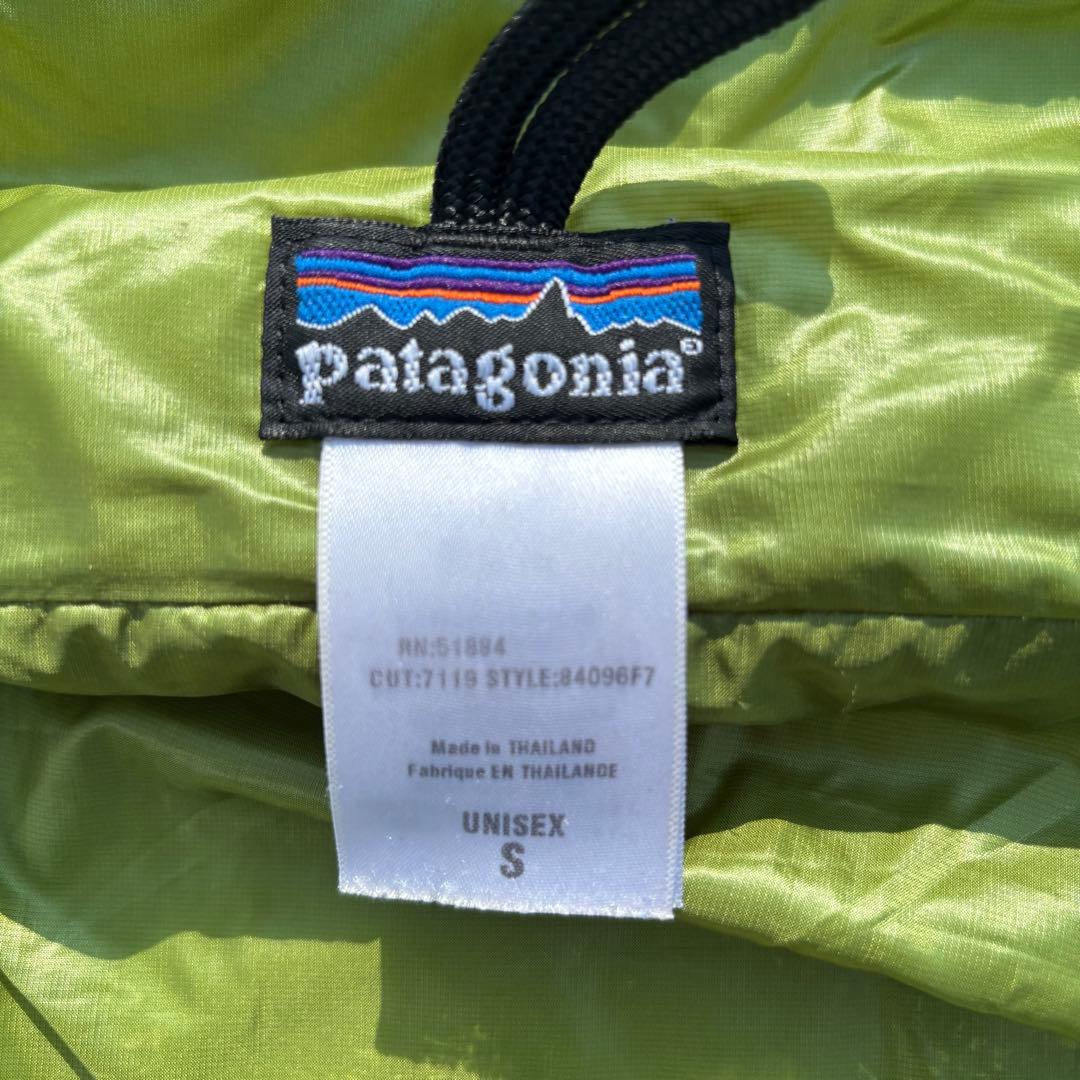 patagonia®
RN:51884
CUT:7119 STYLE:84096F7
Made in THAILAND
Fabrique EN THAILANDE
UNISEX
S